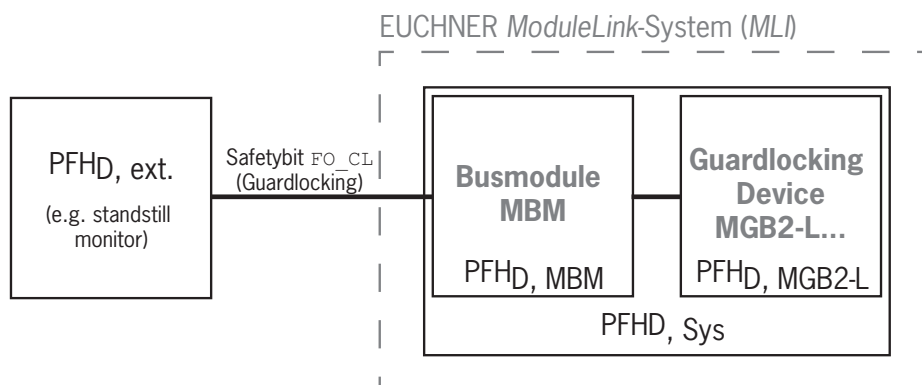 EUCHNER ModuleLink-System (MLI)
PFHD, ext.
(e.g. standstill
monitor)
Safetybit FO_CL
(Guardlocking)
Busmodule
MBM
PFHD, MBM
Guardlocking
Device
MGB2-L...
PFHD, MGB2-L
PFHD, Sys